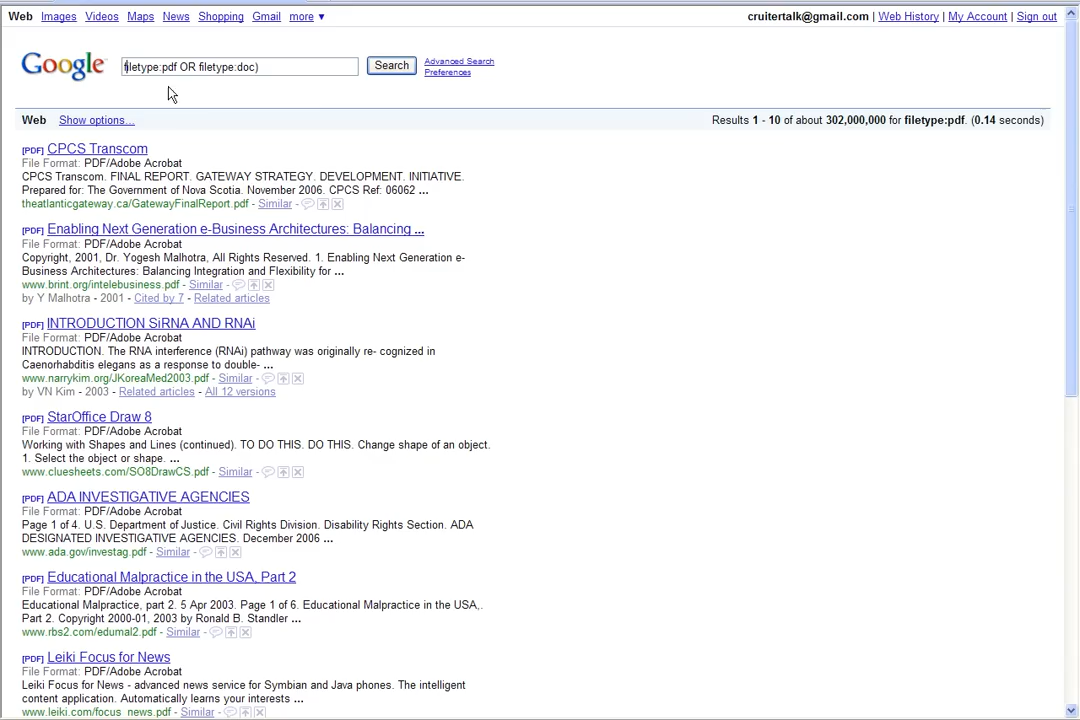 Web Images Videos Maps News Shopping Gmail more ▼
cruitertalk@gmail.com | Web History | My Account | Sign out
Google
filetype:pdf OR filetype:doc)
Search
Advanced Search
Preferences
Web Show options...
Results 1 - 10 of about 302,000,000 for filetype:pdf. (0.14 seconds)
[PDF] CPCS Transcom
File Format: PDF/Adobe Acrobat
CPCS Transcom. FINAL REPORT. GATEWAY STRATEGY. DEVELOPMENT. INITIATIVE.
Prepared for: The Government of Nova Scotia. November 2006. CPCS Ref: 06062 ...
theatlanticgateway.ca/GatewayFinalReport.pdf - Similar -
[PDF] Enabling Next Generation e-Business Architectures: Balancing ...
File Format: PDF/Adobe Acrobat
Copyright, 2001, Dr. Yogesh Malhotra, All Rights Reserved. 1. Enabling Next Generation e-
Business Architectures: Balancing Integration and Flexibility for ...
www.brint.org/intelebusiness.pdf - Similar -
by Y Malhotra - 2001 - Cited by 7 - Related articles
[PDF] INTRODUCTION SiRNA AND RNAi
File Format: PDF/Adobe Acrobat
INTRODUCTION. The RNA interference (RNAi) pathway was originally re- cognized in
Caenorhabditis elegans as a response to double- ...
www.narrykim.org/JKoreaMed2003.pdf - Similar -
by VN Kim - 2003 - Related articles - All 12 versions
[PDF] StarOffice Draw 8
File Format: PDF/Adobe Acrobat
Working with Shapes and Lines (continued). TO DO THIS. DO THIS. Change shape of an object.
1. Select the object or shape. ...
www.cluesheets.com/SO8DrawCS.pdf - Similar -
[PDF] ADA INVESTIGATIVE AGENCIES
File Format: PDF/Adobe Acrobat
Page 1 of 4. U.S. Department of Justice. Civil Rights Division. Disability Rights Section. ADA
DESIGNATED INVESTIGATIVE AGENCIES. December 2006 ...
www.ada.gov/investag.pdf - Similar -
[PDF] Educational Malpractice in the USA, Part 2
File Format: PDF/Adobe Acrobat
Educational Malpractice, part 2. 5 Apr 2003. Page 1 of 6. Educational Malpractice in the USA,.
Part 2. Copyright 2000-01, 2003 by Ronald B. Standler ...
www.rbs2.com/edumal2.pdf - Similar -
[PDF] Leiki Focus for News
File Format: PDF/Adobe Acrobat
Leiki Focus for News - advanced news service for Symbian and Java phones. The intelligent
content application. Automatically learns your interests ...
www.leiki.com/focus_news.pdf - Similar -